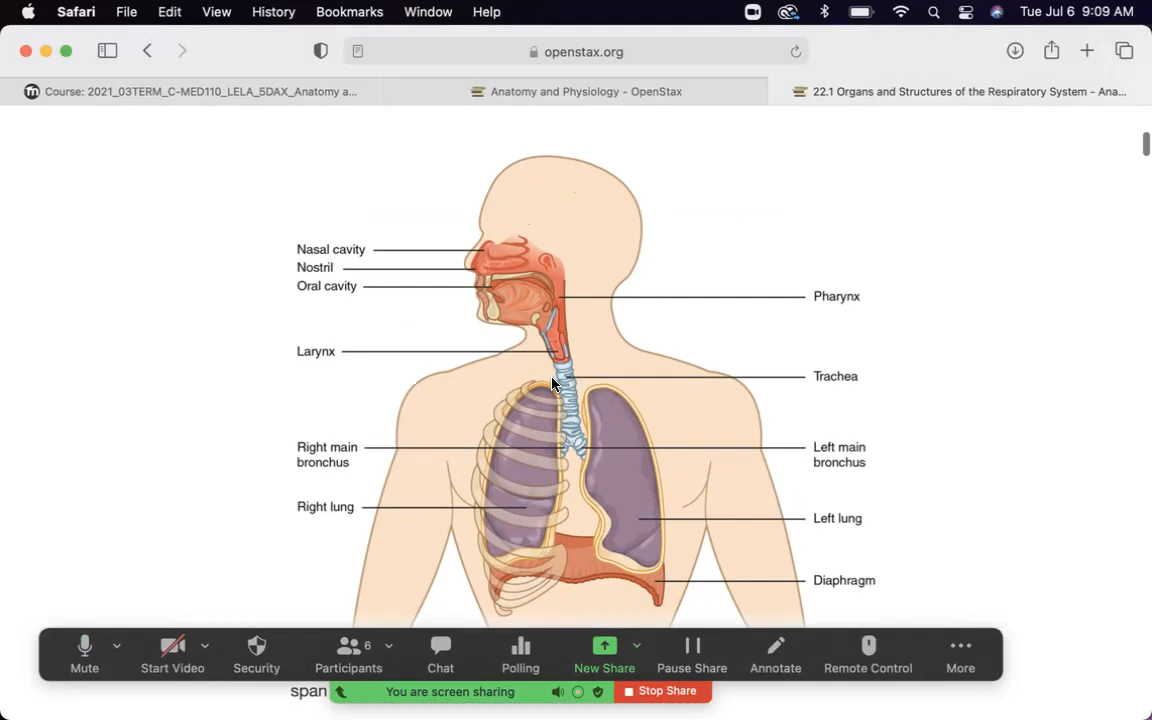 Safari File Edit View History Bookmarks Window Help Tue Jul 6 9:09 AM
openstax.org
Course: 2021_03TERM_C-MED110_LELA_5DAX_Anatomy a... Anatomy and Physiology - OpenStax 22.1 Organs and Structures of the Respiratory System - Ana...
Nasal cavity
Nostril
Oral cavity
Pharynx
Larynx
Trachea
Right main
bronchus
Left main
bronchus
Right lung
Left lung
Diaphragm
6
Mute Start Video Security Participants Chat Polling New Share Pause Share Annotate Remote Control More
span You are screen sharing Stop Share